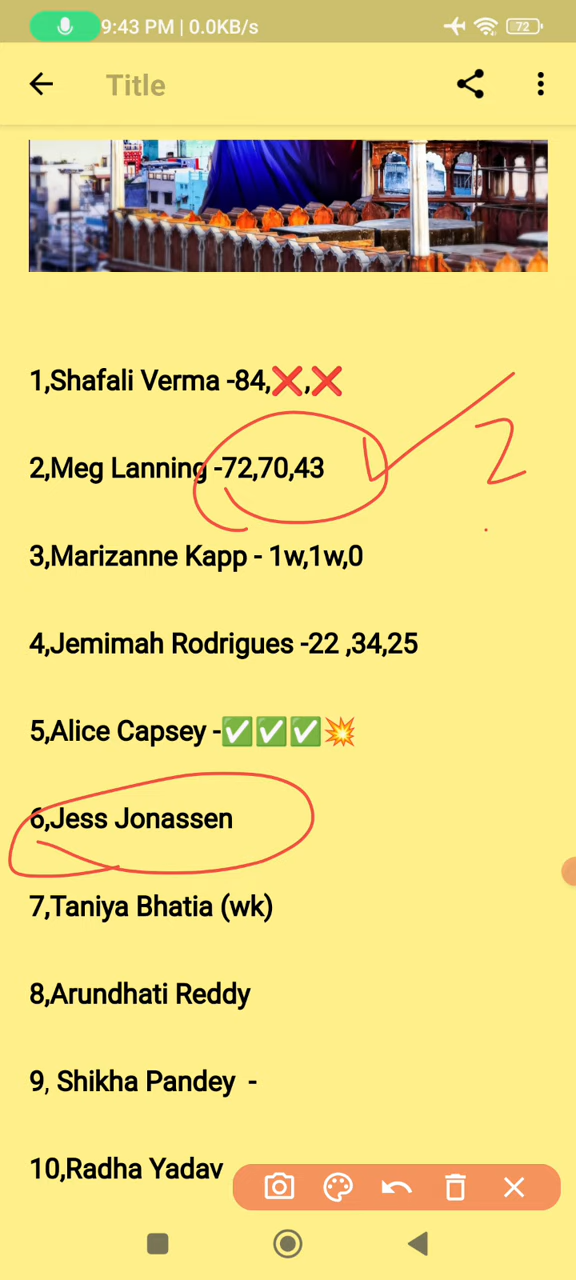 9:43 PM | 0.0KB/s 72
Title
1,Shafali Verma -84,❌,❌
2,Meg Lanning -72,70,43
2
3,Marizanne Kapp - 1w,1w,0
4,Jemimah Rodrigues -22 ,34,25
5,Alice Capsey -✅✅✅💥
6,Jess Jonassen
7,Taniya Bhatia (wk)
8,Arundhati Reddy
9, Shikha Pandey -
10,Radha Yadav